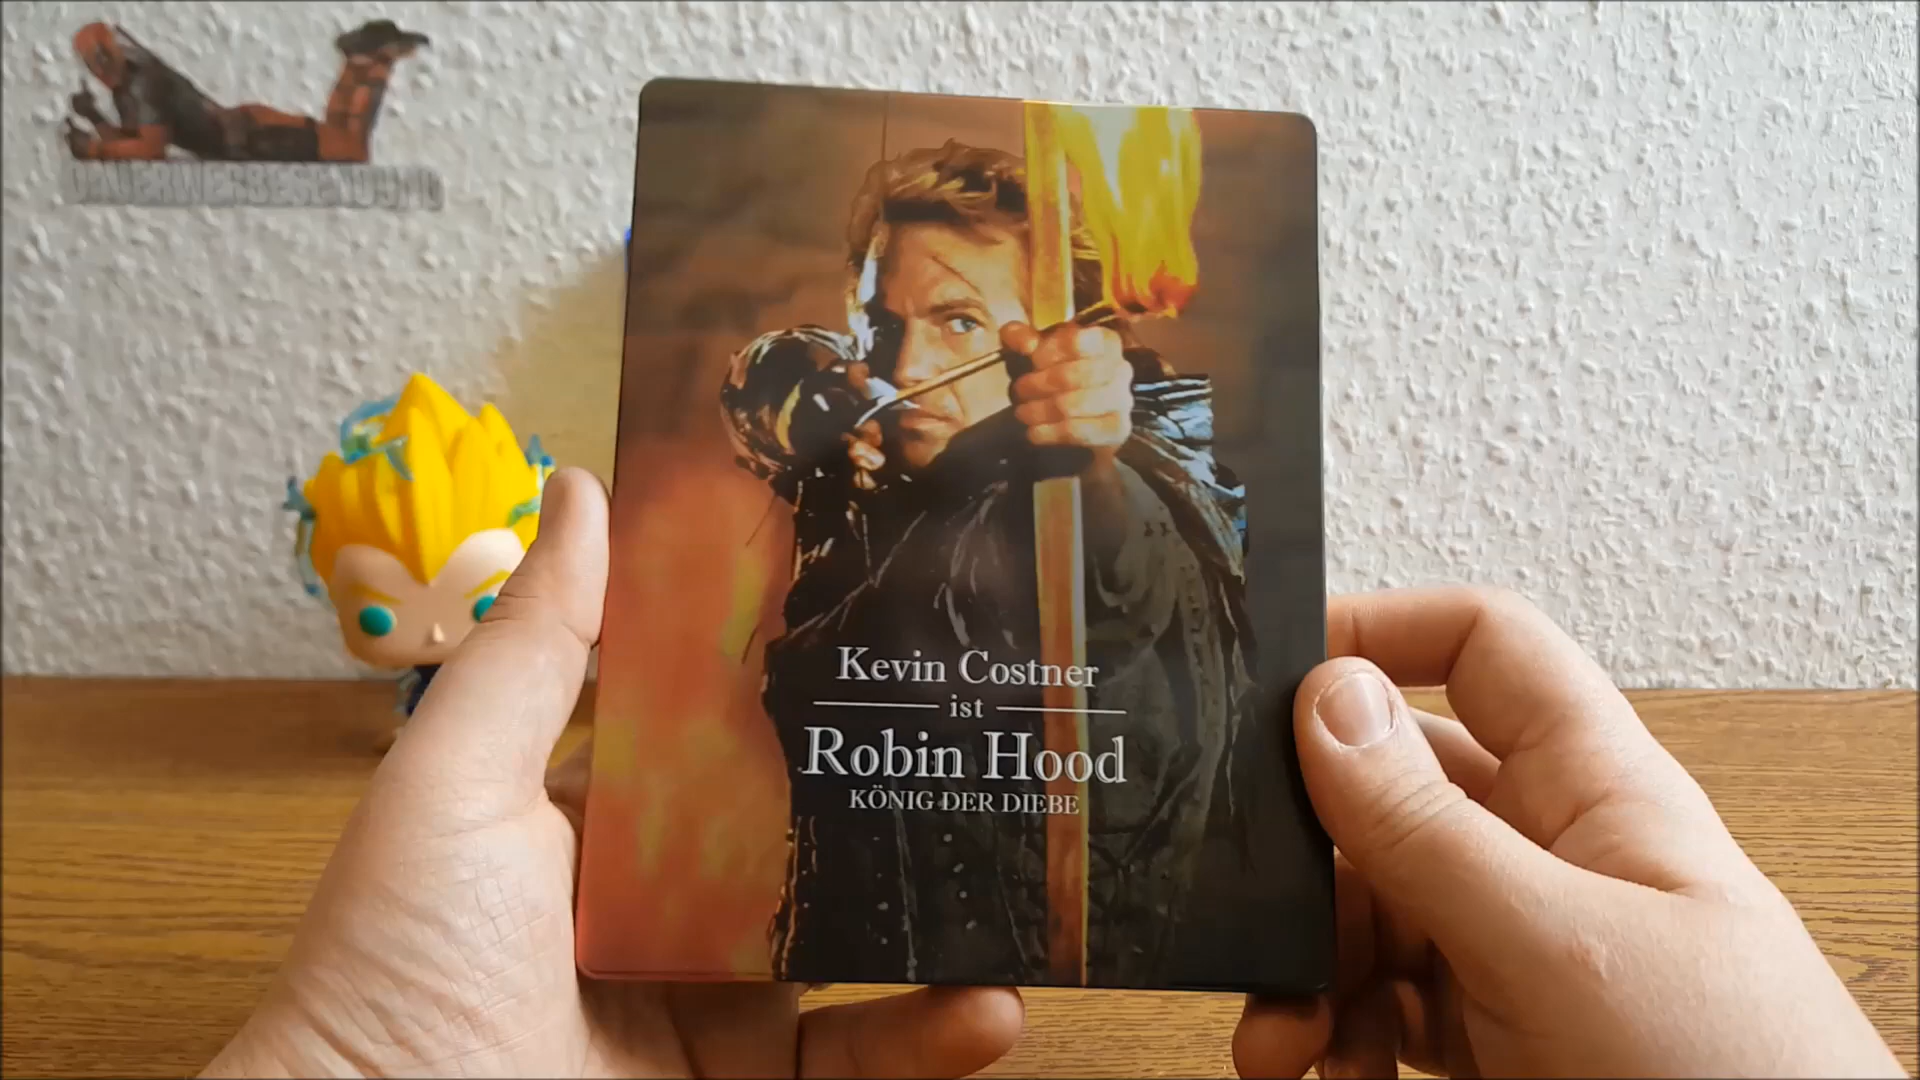 Kevin Costner
ist
Robin Hood
KÖNIG DER DIEBE